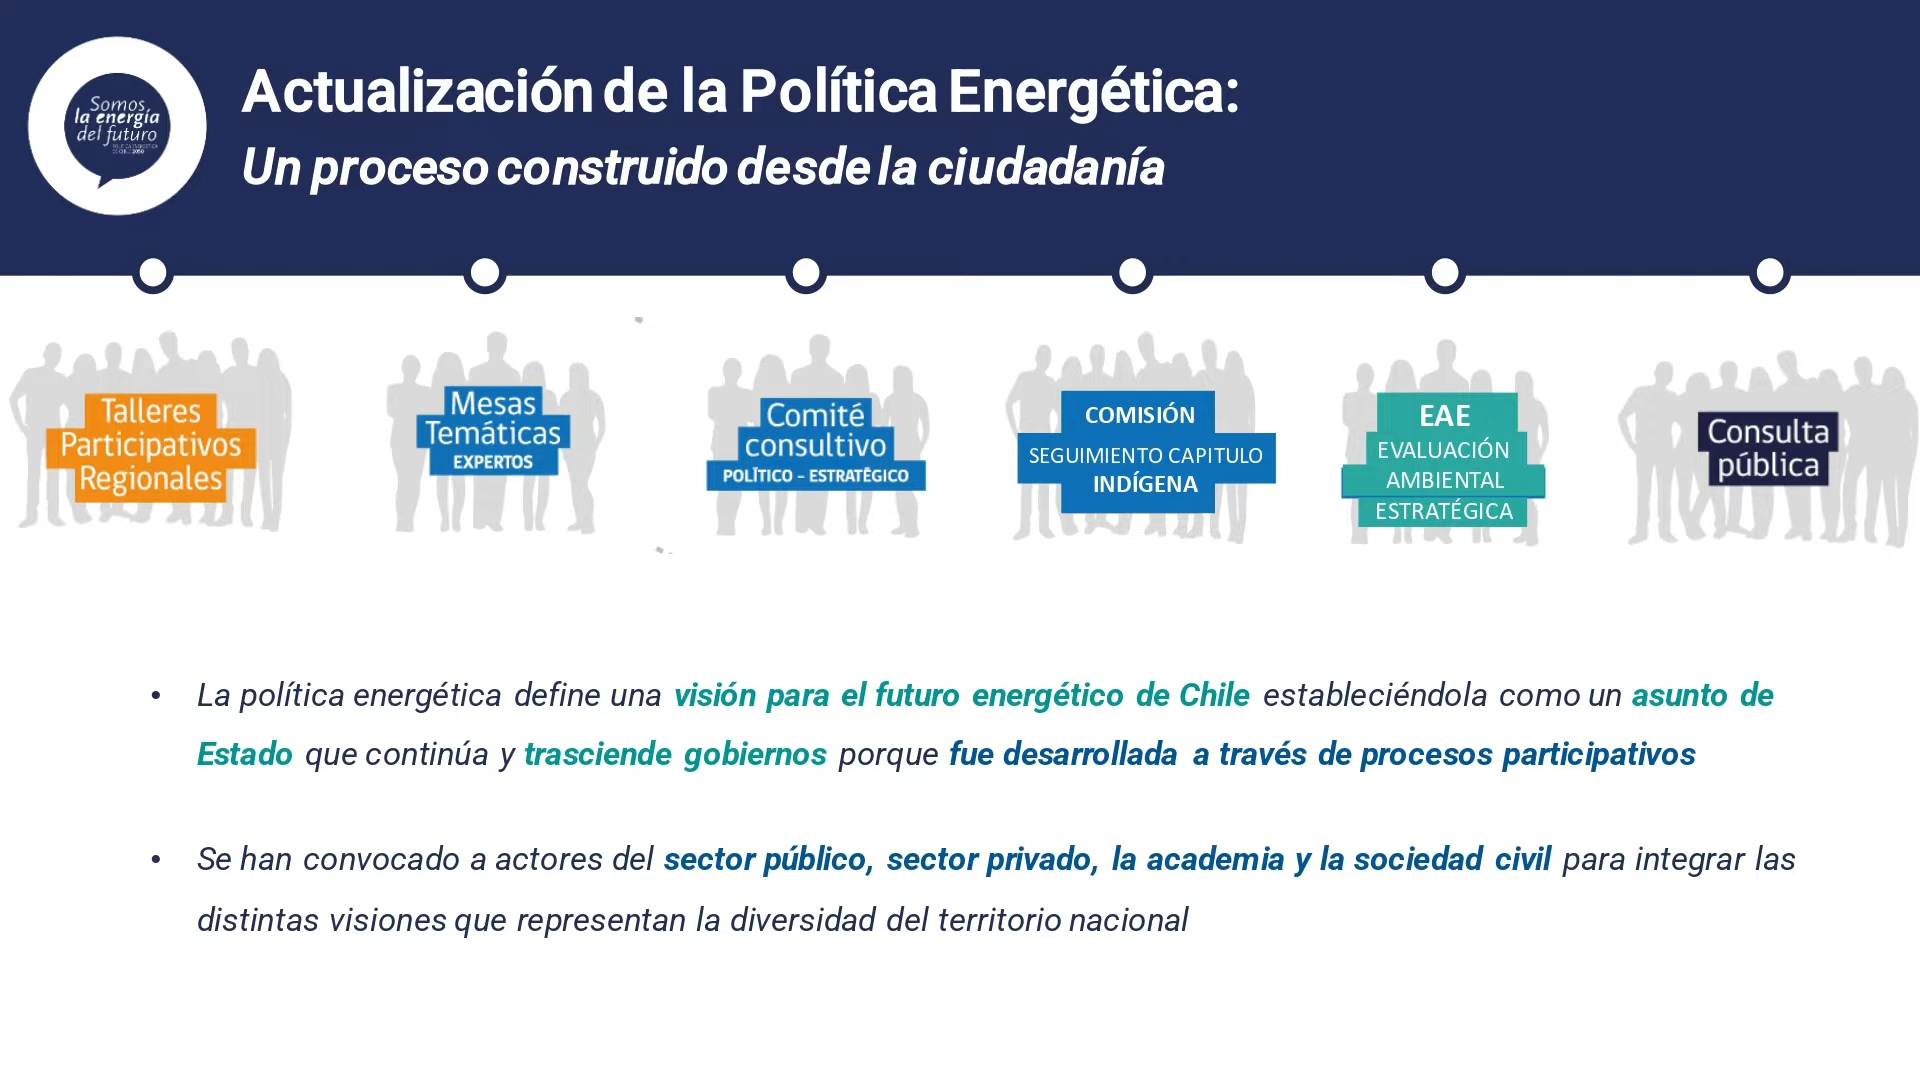 Somos
la energía
del futuro
Actualización de la Política Energética:
Un proceso construido desde la ciudadanía
Talleres
Participativos
Regionales
Mesas
Temáticas
EXPERTOS
Comité
consultivo
POLÍTICO – ESTRATÉGICO
COMISIÓN
SEGUIMIENTO CAPITULO
INDÍGENA
EAE
EVALUACIÓN
AMBIENTAL
ESTRATÉGICA
Consulta
pública
• La política energética define una visión para el futuro energético de Chile estableciéndola como un asunto de
Estado que continúa y trasciende gobiernos porque fue desarrollada a través de procesos participativos
• Se han convocado a actores del sector público, sector privado, la academia y la sociedad civil para integrar las
distintas visiones que representan la diversidad del territorio nacional